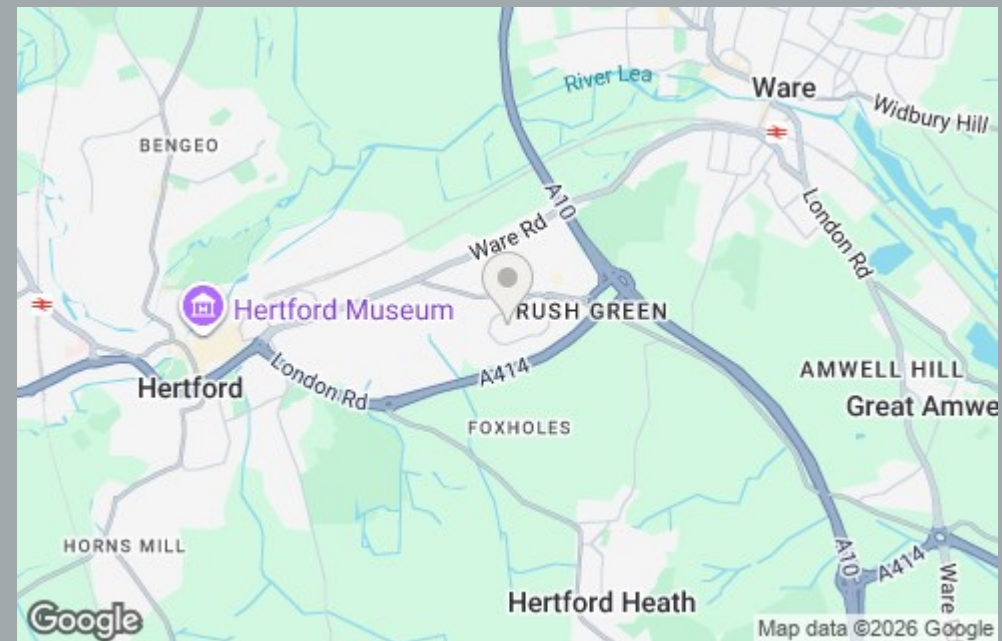 River Lea
Ware
Widbury Hill
BENGEO
A10
London Rd
Ware Rd
Hertford Museum
RUSH GREEN
A414
AMWELL HILL
London Rd
Hertford
Great Amwe
FOXHOLES
HORNS MILL
A10
A414
Ware
Hertford Heath
Google
Map data ©2026 Google